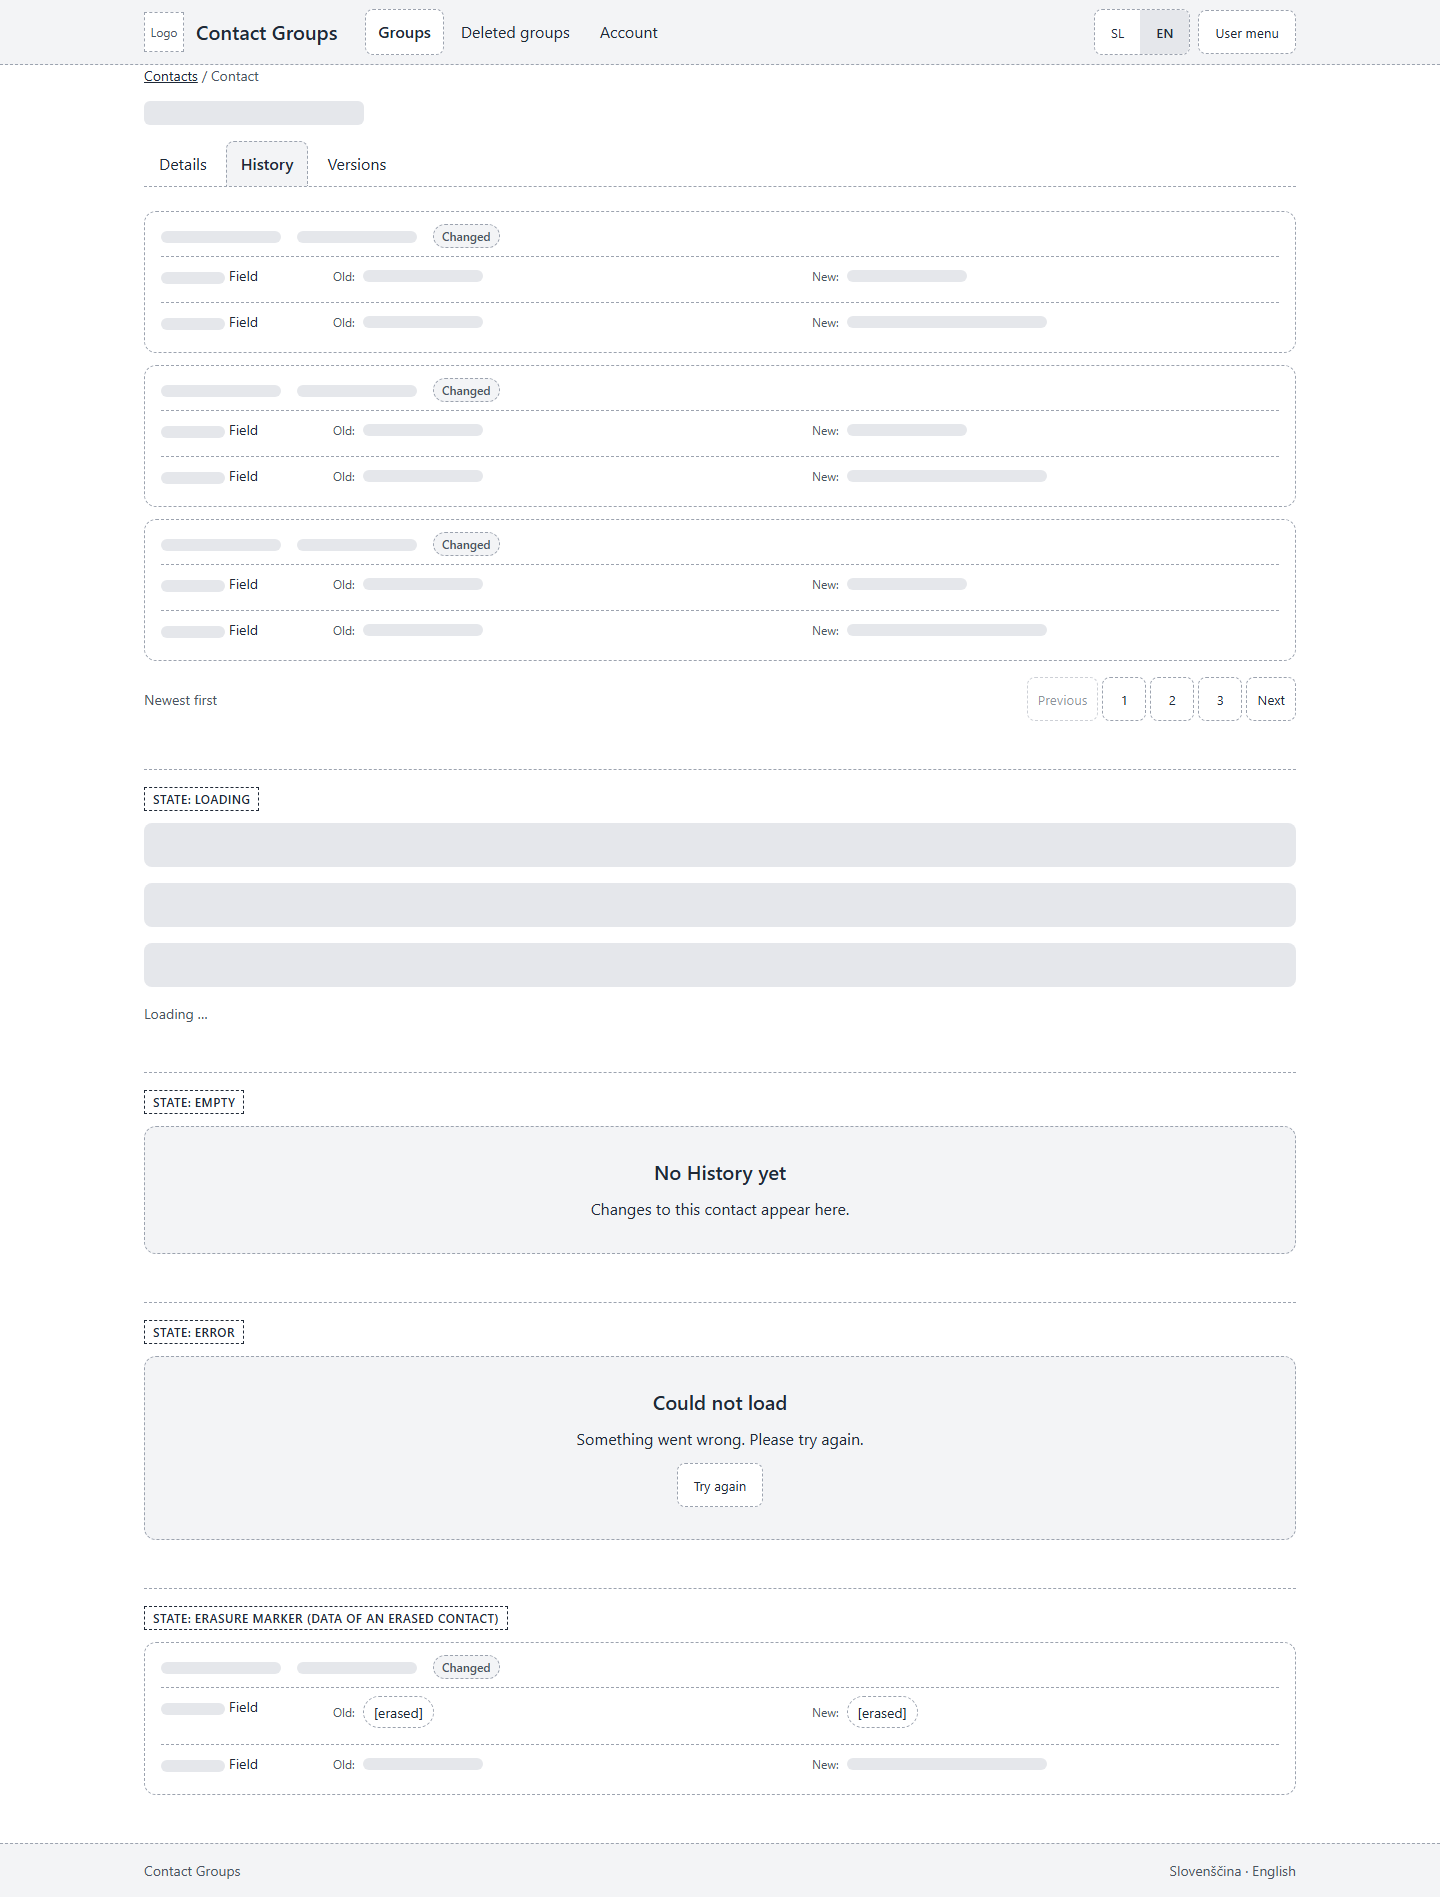 Logo Contact Groups Groups Deleted groups Account SL EN User menu
Contacts / Contact
Details History Versions
Changed
Field Old: New:
Field Old: New:
Changed
Field Old: New:
Field Old: New:
Changed
Field Old: New:
Field Old: New:
Newest first Previous 1 2 3 Next
STATE: LOADING
Loading ...
STATE: EMPTY
No History yet
Changes to this contact appear here.
STATE: ERROR
Could not load
Something went wrong. Please try again.
Try again
STATE: ERASURE MARKER (DATA OF AN ERASED CONTACT)
Changed
Field Old: [erased] New: [erased]
Field Old: New:
Contact Groups Slovenščina · English